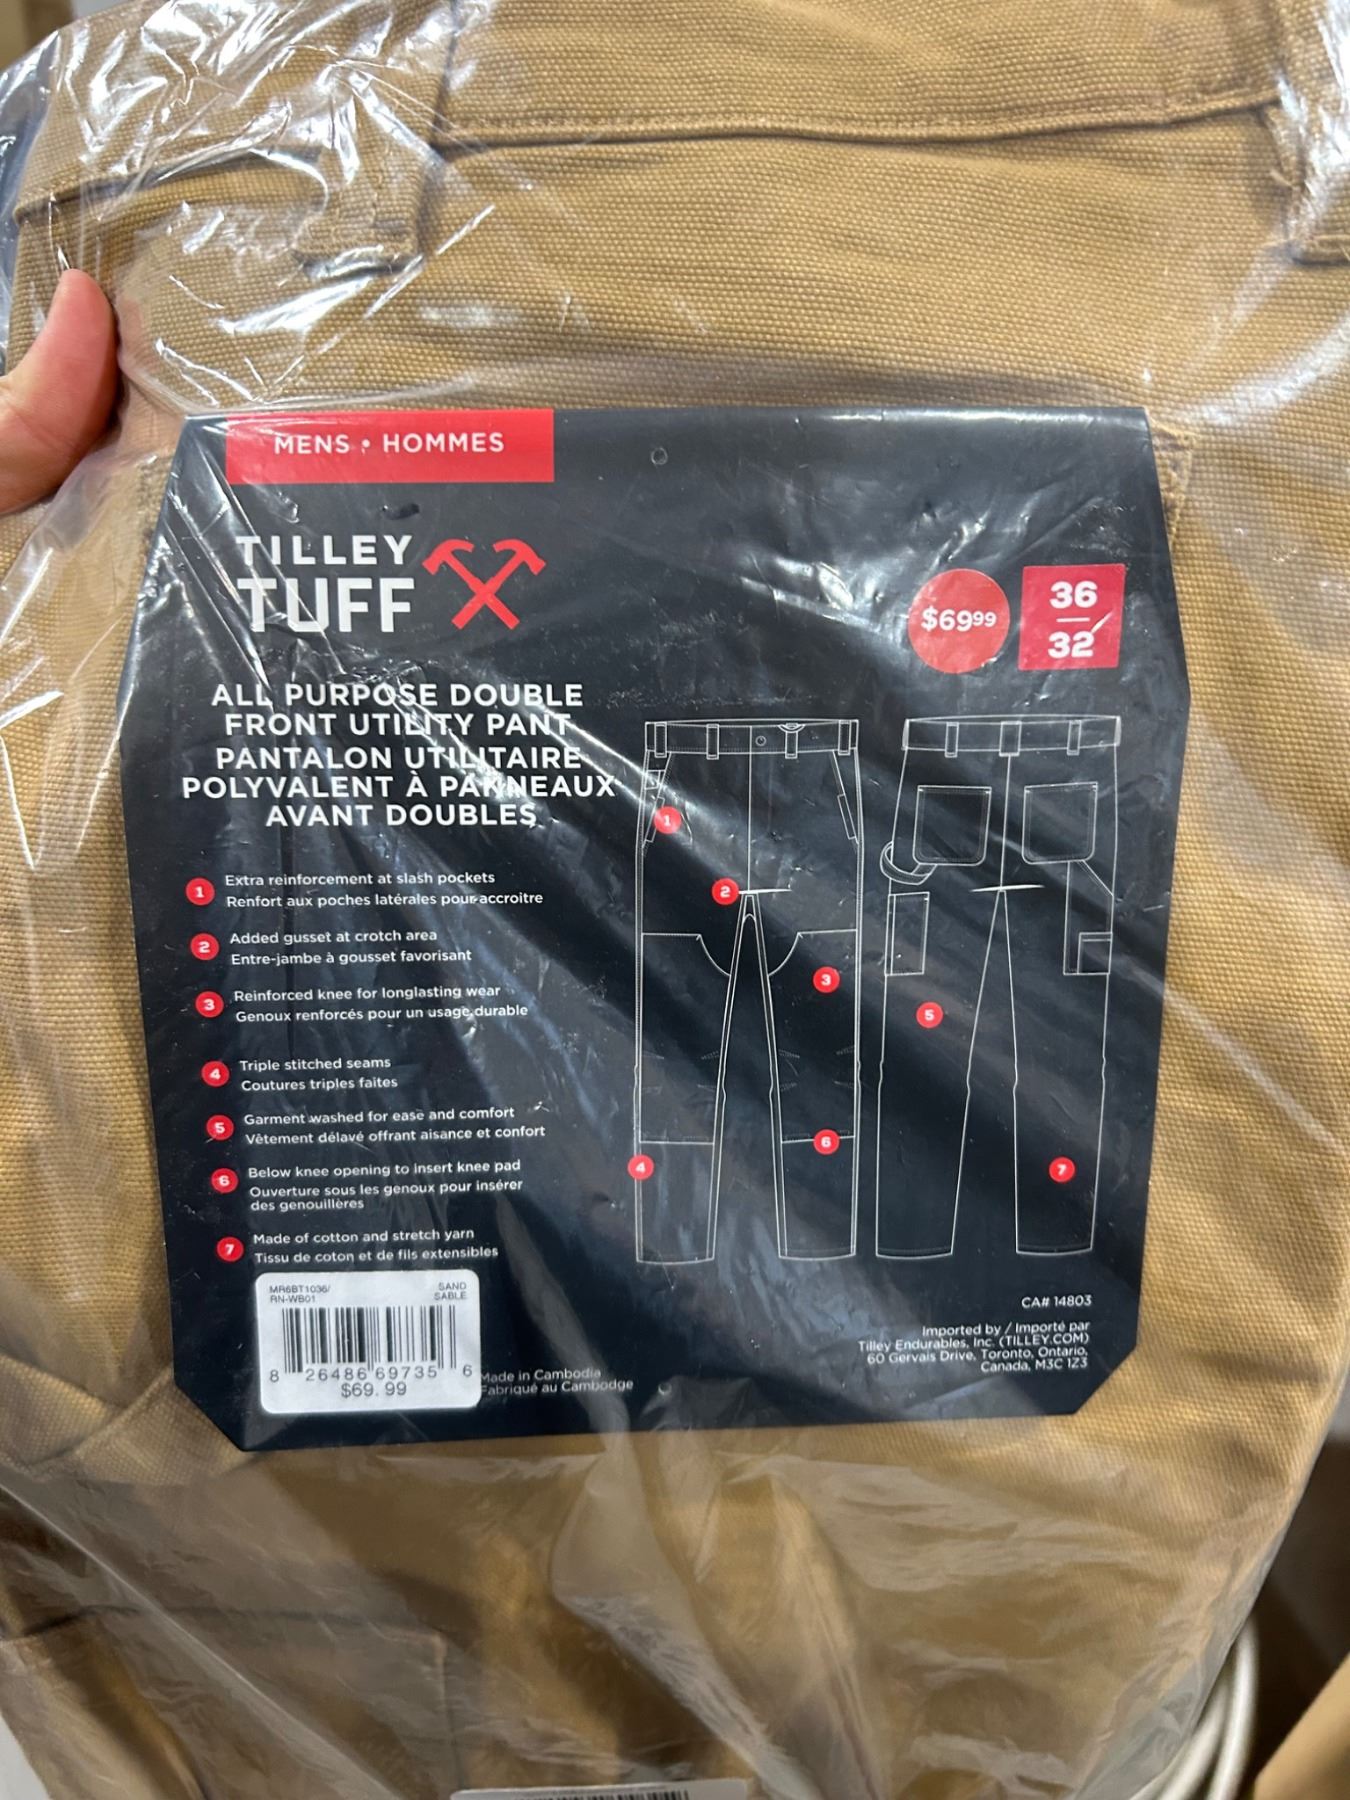 MENS • HOMMES
TILLEY
TUFF
$69⁹⁹
36
32
ALL PURPOSE DOUBLE
FRONT UTILITY PANT
PANTALON UTILITAIRE
POLYVALENT À PANNEAUX
AVANT DOUBLES
1 Extra reinforcement at slash pockets
Renfort aux poches latérales pour accroitre
2 Added gusset at crotch area
Entre-jambe à gousset favorisant
3 Reinforced knee for longlasting wear
Genoux renforcés pour un usage durable
4 Triple stitched seams
Coutures triples faites
5 Garment washed for ease and comfort
Vêtement délavé offrant aisance et confort
6 Below knee opening to insert knee pad
Ouverture sous les genoux pour insérer
des genouillères
7 Made of cotton and stretch yarn
Tissu de coton et de fils extensibles
1
2
3
5
6
4
7
MR6BT1036/ SAND
RN-WB01 SABLE
8 26486 69735 6
$69.99
Made in Cambodia
Fabriqué au Cambodge
CA# 14803
Imported by / Importé par
Tilley Endurables, Inc. (TILLEY.COM)
60 Gervais Drive, Toronto, Ontario,
Canada, M3C 1Z3